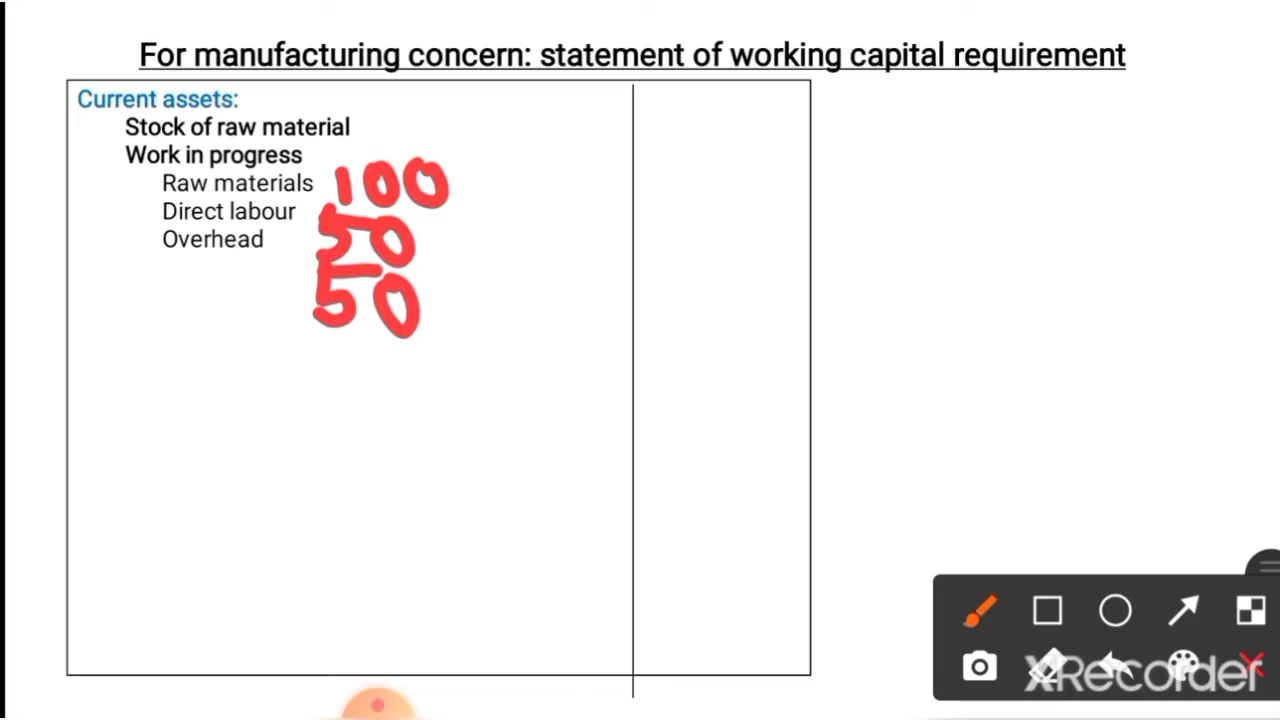 For manufacturing concern: statement of working capital requirement
Current assets:
Stock of raw material
Work in progress
Raw materials 100
Direct labour 50
Overhead 50
XRecorder